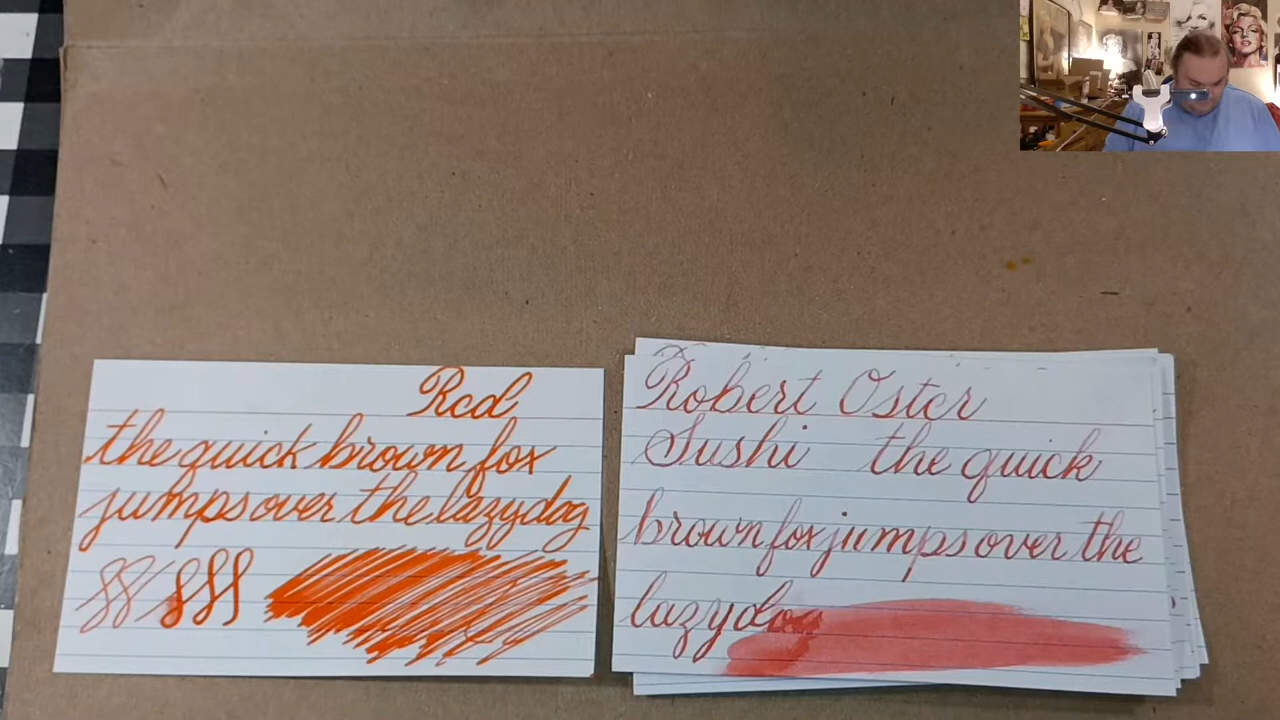 Red
the quick brown fox
jumps over the lazy dog
Robert Oster
Sushi the quick
brown fox jumps over the
lazy dog